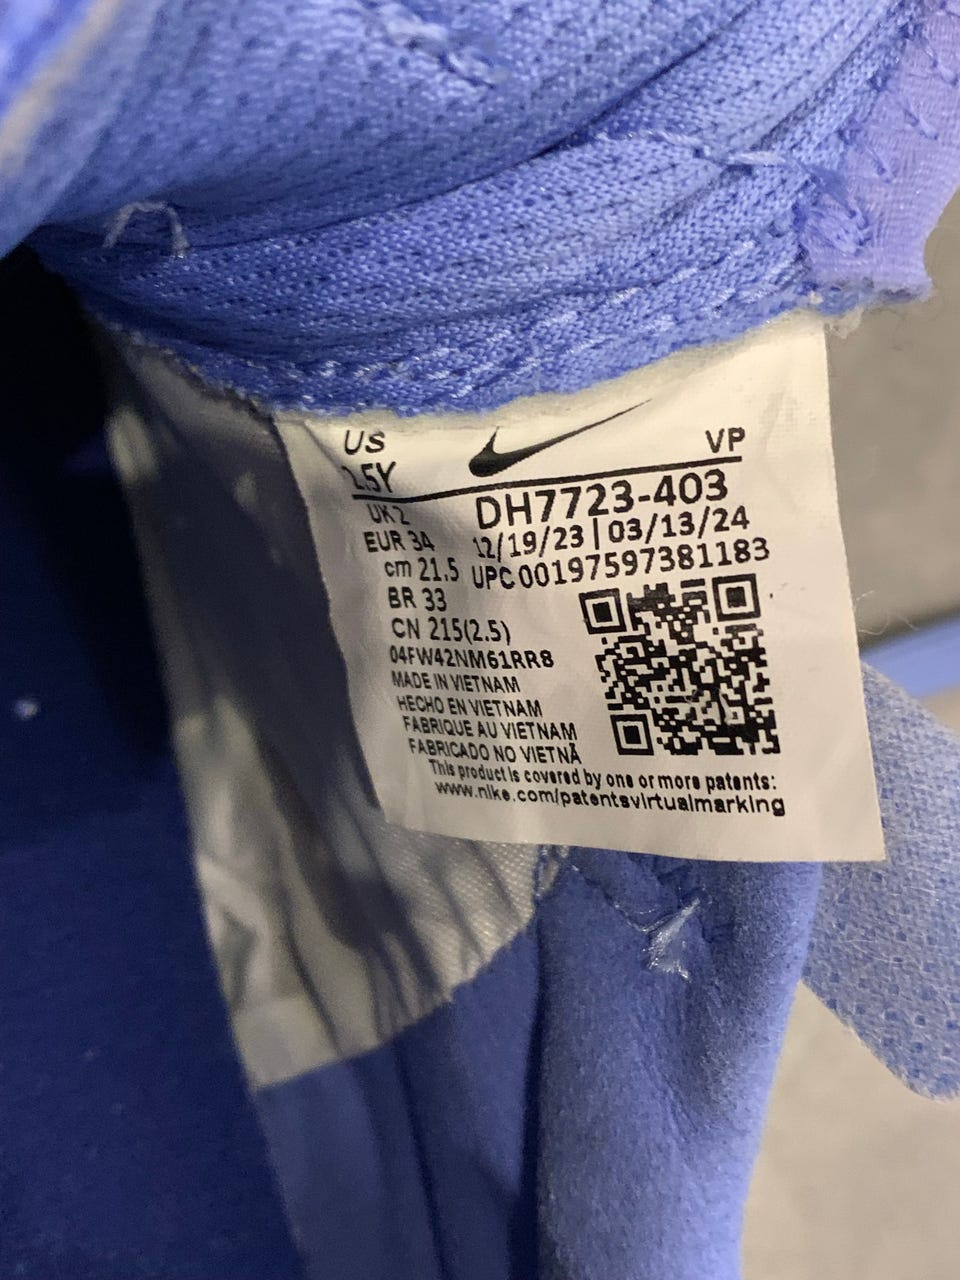 US
2.5Y
VP
UK 2
EUR 34
cm 21.5
BR 33
CN 215(2.5)
04FW42NM61RR8
DH7723-403
12/19/23 | 03/13/24
UPC 00197597381183
MADE IN VIETNAM
HECHO EN VIETNAM
FABRIQUE AU VIETNAM
FABRICADO NO VIETNÃ
This product is covered by one or more patents:
www.nike.com/patentsvirtualmarking